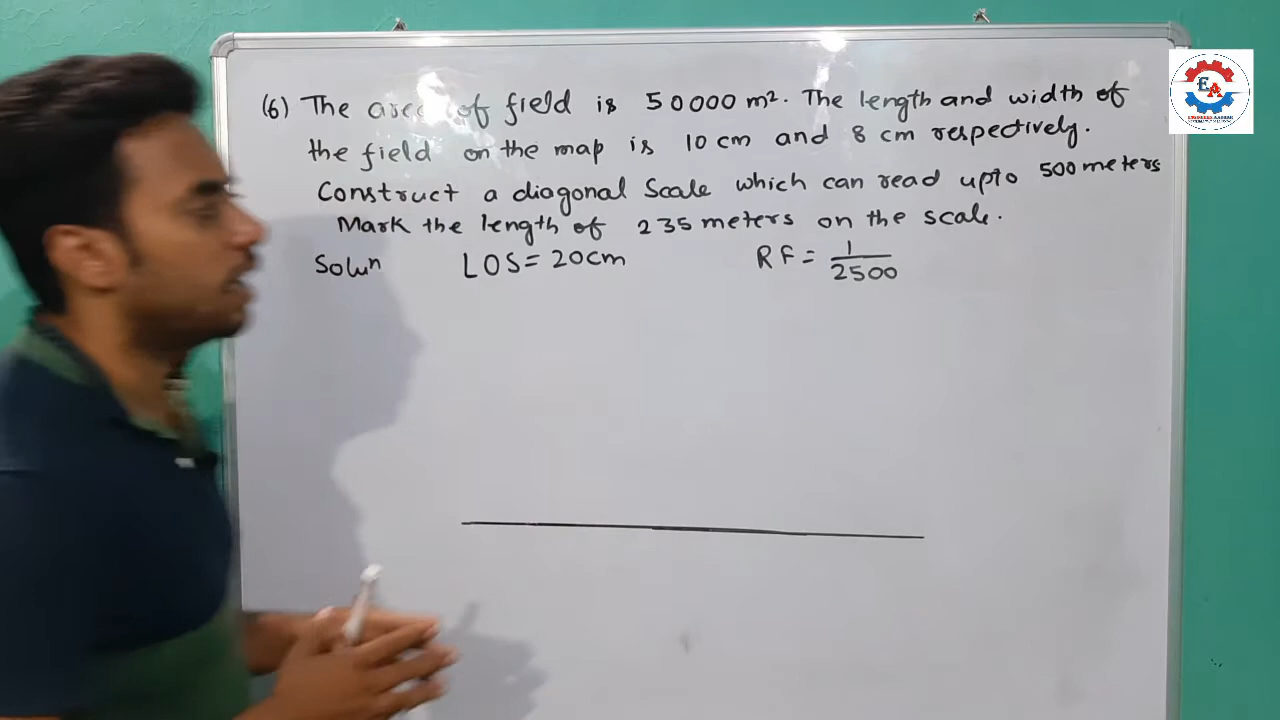 (6) The area of field is 50000 m². The length and width of
the field on the map is 10 cm and 8 cm respectively.
Construct a diagonal Scale which can read upto 500 meters
Mark the length of 235 meters on the scale.
Soluⁿ LOS = 20cm RF = 1/2500
EA